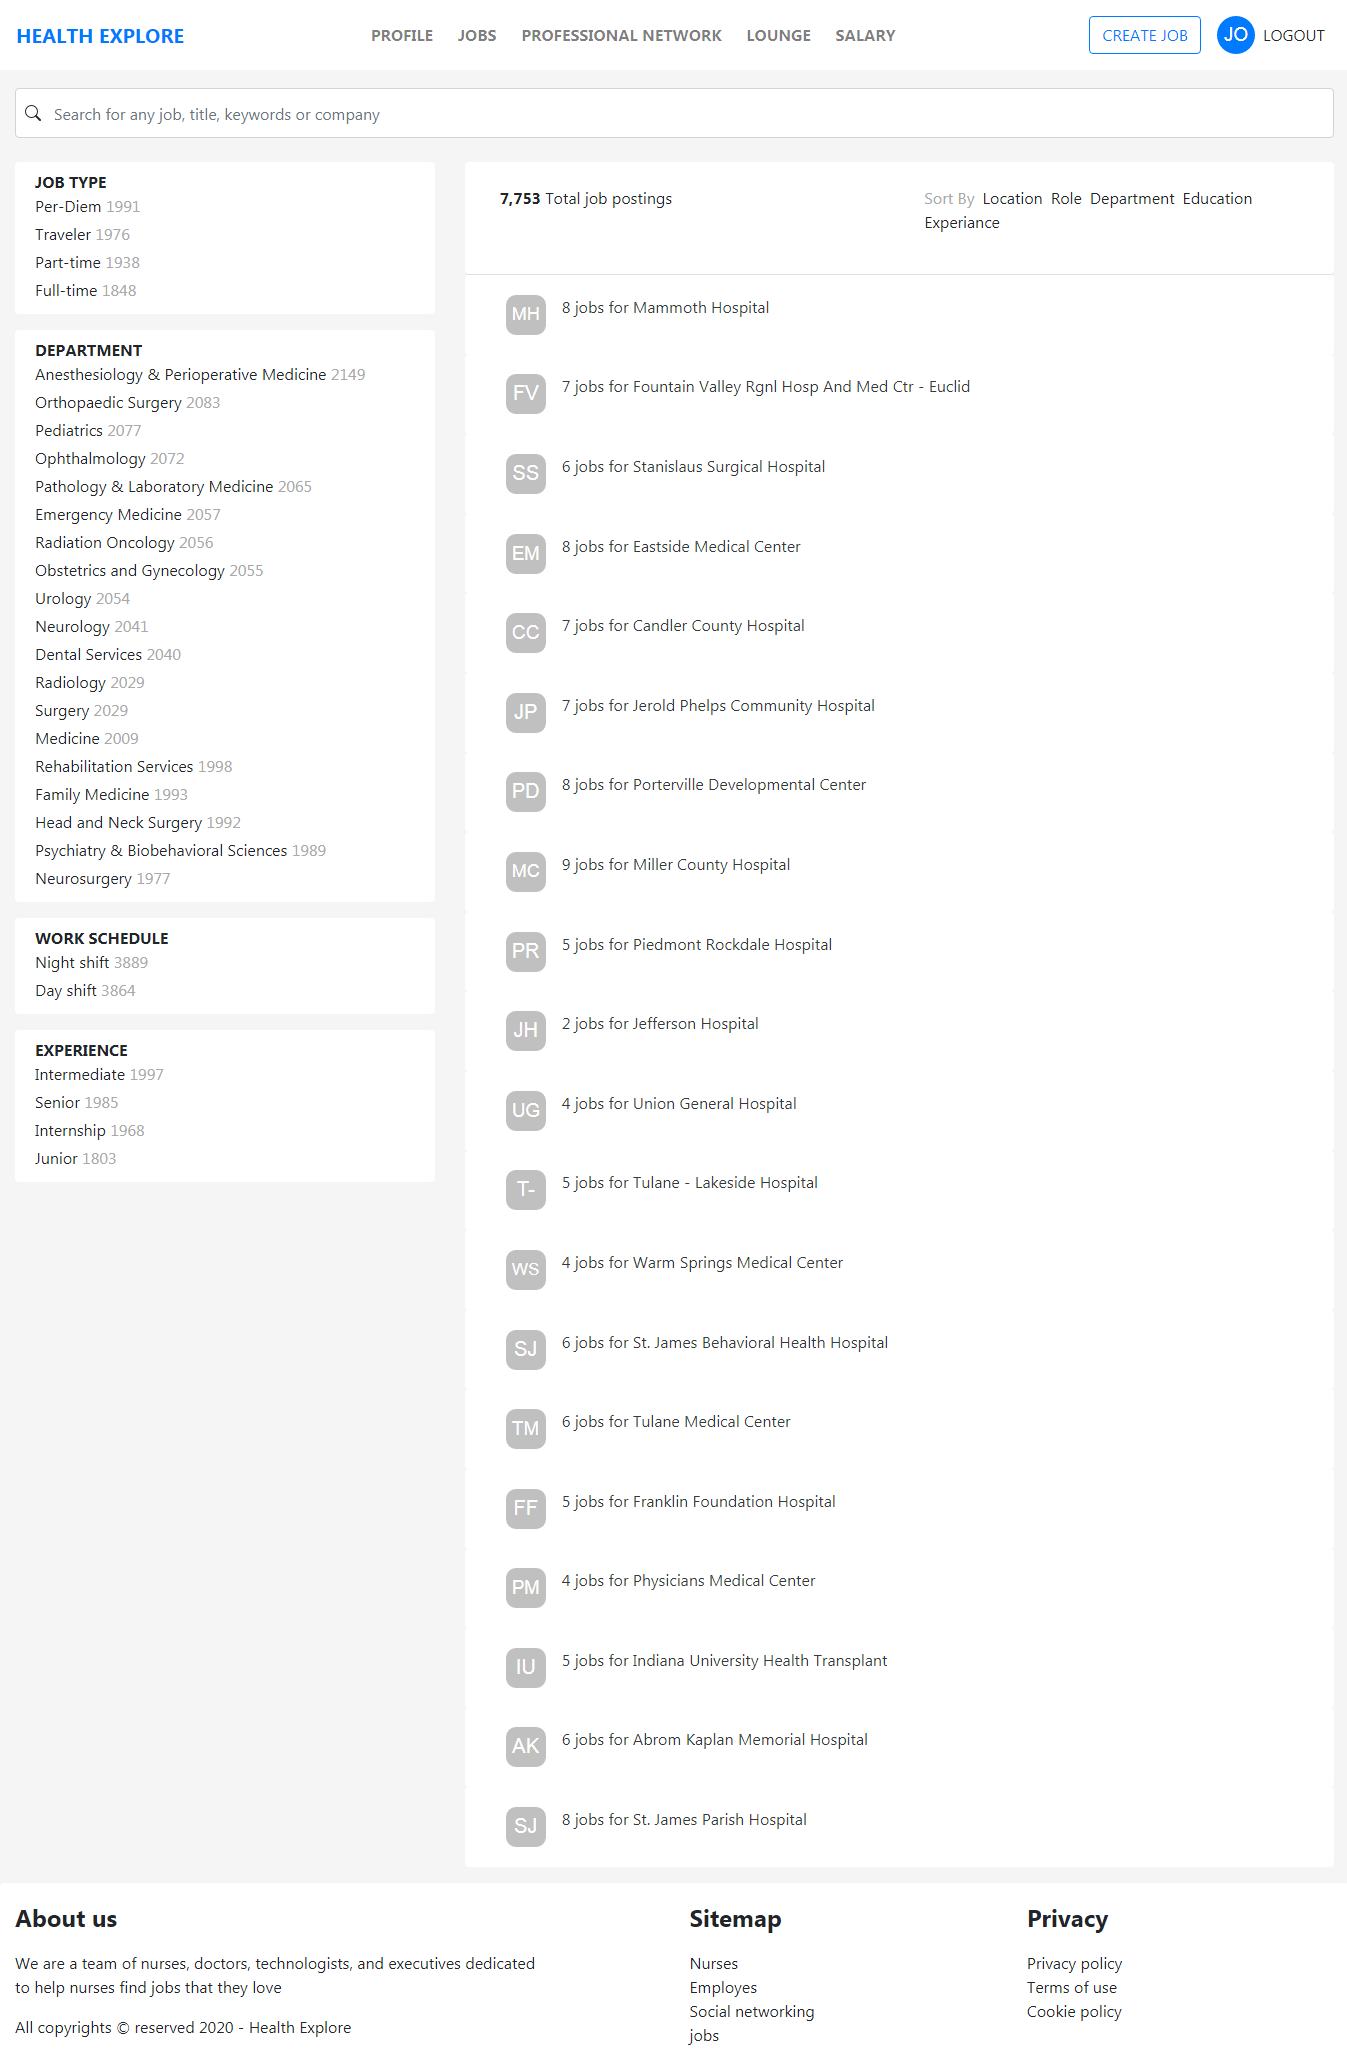 HEALTH EXPLORE
PROFILE JOBS PROFESSIONAL NETWORK LOUNGE SALARY
CREATE JOB
JO LOGOUT
Search for any job, title, keywords or company
JOB TYPE
Per-Diem 1991
Traveler 1976
Part-time 1938
Full-time 1848
DEPARTMENT
Anesthesiology & Perioperative Medicine 2149
Orthopaedic Surgery 2083
Pediatrics 2077
Ophthalmology 2072
Pathology & Laboratory Medicine 2065
Emergency Medicine 2057
Radiation Oncology 2056
Obstetrics and Gynecology 2055
Urology 2054
Neurology 2041
Dental Services 2040
Radiology 2029
Surgery 2029
Medicine 2009
Rehabilitation Services 1998
Family Medicine 1993
Head and Neck Surgery 1992
Psychiatry & Biobehavioral Sciences 1989
Neurosurgery 1977
WORK SCHEDULE
Night shift 3889
Day shift 3864
EXPERIENCE
Intermediate 1997
Senior 1985
Internship 1968
Junior 1803
7,753 Total job postings
Sort By Location Role Department Education
Experiance
MH 8 jobs for Mammoth Hospital
FV 7 jobs for Fountain Valley Rgnl Hosp And Med Ctr - Euclid
SS 6 jobs for Stanislaus Surgical Hospital
EM 8 jobs for Eastside Medical Center
CC 7 jobs for Candler County Hospital
JP 7 jobs for Jerold Phelps Community Hospital
PD 8 jobs for Porterville Developmental Center
MC 9 jobs for Miller County Hospital
PR 5 jobs for Piedmont Rockdale Hospital
JH 2 jobs for Jefferson Hospital
UG 4 jobs for Union General Hospital
T- 5 jobs for Tulane - Lakeside Hospital
WS 4 jobs for Warm Springs Medical Center
SJ 6 jobs for St. James Behavioral Health Hospital
TM 6 jobs for Tulane Medical Center
FF 5 jobs for Franklin Foundation Hospital
PM 4 jobs for Physicians Medical Center
IU 5 jobs for Indiana University Health Transplant
AK 6 jobs for Abrom Kaplan Memorial Hospital
SJ 8 jobs for St. James Parish Hospital
About us
We are a team of nurses, doctors, technologists, and executives dedicated
to help nurses find jobs that they love
All copyrights © reserved 2020 - Health Explore
Sitemap
Nurses
Employes
Social networking
jobs
Privacy
Privacy policy
Terms of use
Cookie policy